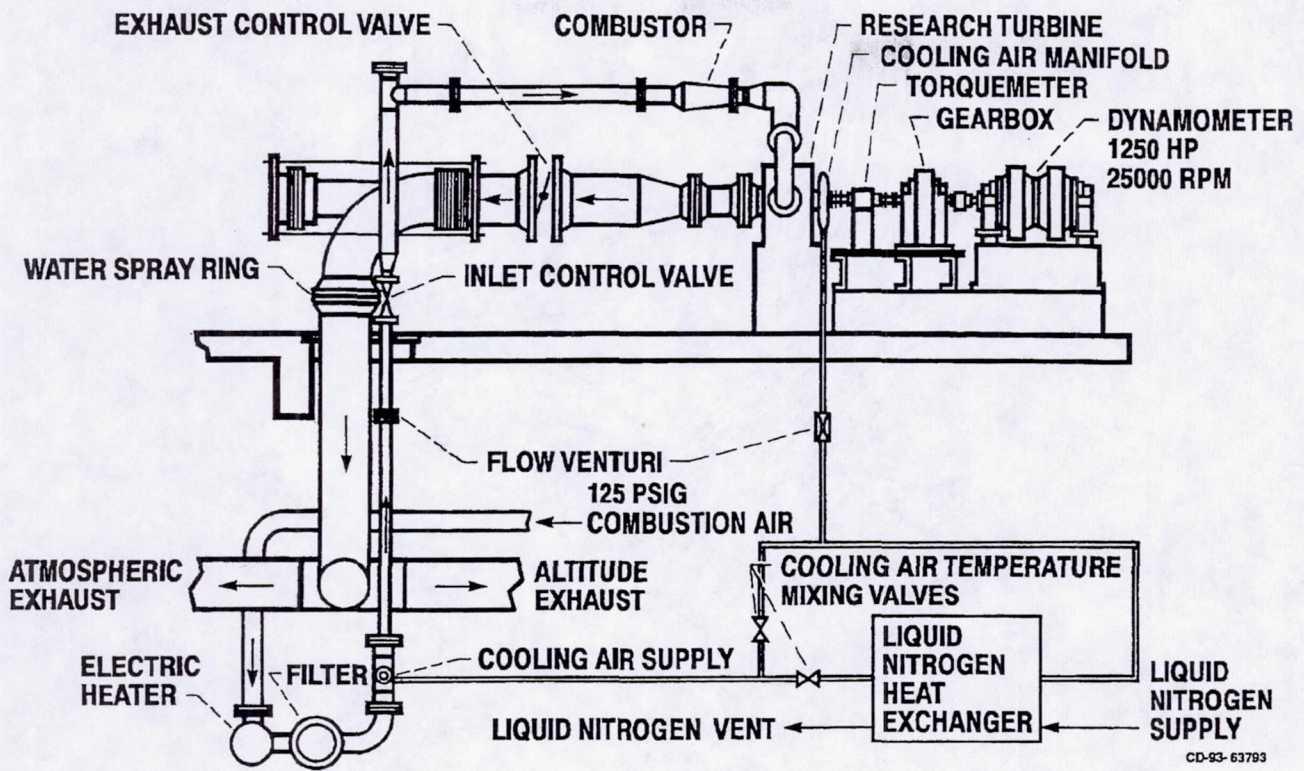 EXHAUST CONTROL VALVE
COMBUSTOR
RESEARCH TURBINE
COOLING AIR MANIFOLD
TORQUEMETER
GEARBOX
DYNAMOMETER
1250 HP
25000 RPM
WATER SPRAY RING
INLET CONTROL VALVE
FLOW VENTURI
125 PSIG
COMBUSTION AIR
ATMOSPHERIC
EXHAUST
ALTITUDE
EXHAUST
COOLING AIR TEMPERATURE
MIXING VALVES
ELECTRIC
HEATER
FILTER
COOLING AIR SUPPLY
LIQUID
NITROGEN
HEAT
EXCHANGER
LIQUID
NITROGEN
SUPPLY
LIQUID NITROGEN VENT
CD-93-63793